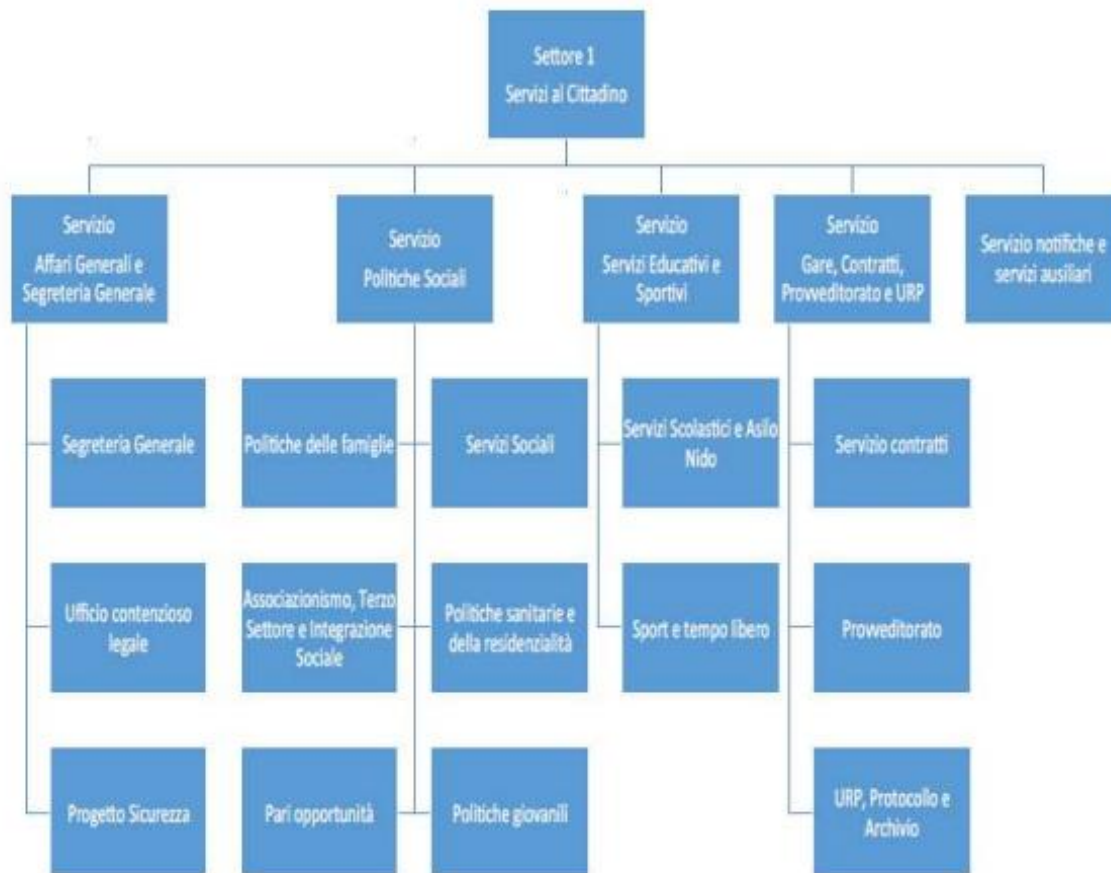 Settore 1
Servizi al Cittadino
Servizio
Affari Generali e
Segreteria Generale
Servizio
Politiche Sociali
Servizio
Servizi Educativi e
Sportivi
Servizio
Gare, Contratti,
Provveditorato e URP
Servizio notifiche e
servizi ausiliari
Segreteria Generale
Politiche delle famiglie
Servizi Sociali
Servizi Scolastici e Asilo
Nido
Servizio contratti
Ufficio contenzioso
legale
Associazionismo, Terzo
Settore e Integrazione
Sociale
Politiche sanitarie e
della residenzialità
Sport e tempo libero
Provveditorato
Progetto Sicurezza
Pari opportunità
Politiche giovanili
URP, Protocollo e
Archivio